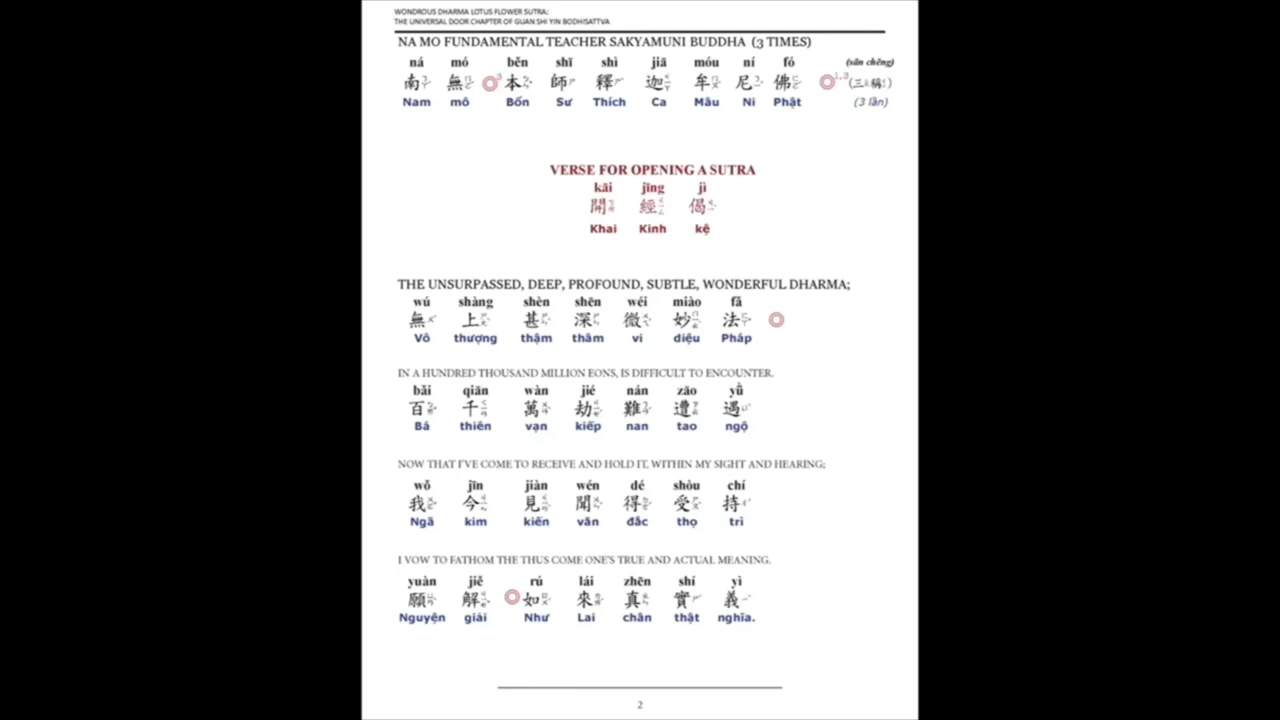 WONDROUS DHARMA LOTUS FLOWER SUTRA:
THE UNIVERSAL DOOR CHAPTER OF GUAN SHI YIN BODHISATTVA
NA MO FUNDAMENTAL TEACHER SAKYAMUNI BUDDHA (3 TIMES)
ná mó běn shī shì jiā móu ní fó (sān chēng)
南無 3 本師釋迦牟尼佛 1,3 (三稱)
Nam mô Bổn Sư Thích Ca Mâu Ni Phật (3 lần)
VERSE FOR OPENING A SUTRA
kāi jīng jì
開經偈
Khai Kinh kệ
THE UNSURPASSED, DEEP, PROFOUND, SUBTLE, WONDERFUL DHARMA;
wú shàng shèn shēn wéi miào fǎ
無上甚深微妙法
Vô thượng thậm thâm vi diệu Pháp
IN A HUNDRED THOUSAND MILLION EONS, IS DIFFICULT TO ENCOUNTER.
bǎi qiān wàn jié nán zāo yǜ
百千萬劫難遭遇
Bá thiên vạn kiếp nan tao ngộ
NOW THAT I'VE COME TO RECEIVE AND HOLD IT, WITHIN MY SIGHT AND HEARING;
wǒ jīn jiàn wén dé shòu chí
我今見聞得受持
Ngã kim kiến văn đắc thọ trì
I VOW TO FATHOM THE THUS COME ONE'S TRUE AND ACTUAL MEANING.
yuàn jiě rú lái zhēn shí yì
願解如來真實義
Nguyện giải Như Lai chân thật nghĩa.
2